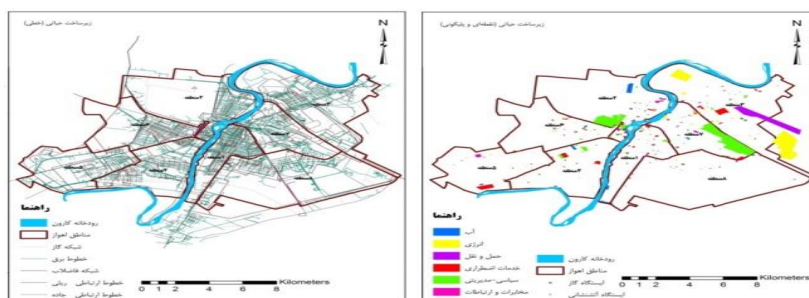 زیرساخت حیاتی (خطی)
N
راهنما
رودخانه کارون
مناطق اهواز
شبکه گاز
خطوط برق
شبکه فاضلاب
خطوط ارتباطی ریلی
خطوط ارتباطی جاده
Kilometers
0 1 2 4 6 8
زیرساخت حیاتی (نقطه‌ای و پلیگونی)
N
راهنما
آب
انرژی
حمل و نقل
خدمات اضطراری
سیاسی-مدیریتی
مخابرات و ارتباطات
رودخانه کارون
مناطق اهواز
ایستگاه گاز
ایستگاه آتشنشانی
Kilometers
0 1 2 4 6 8